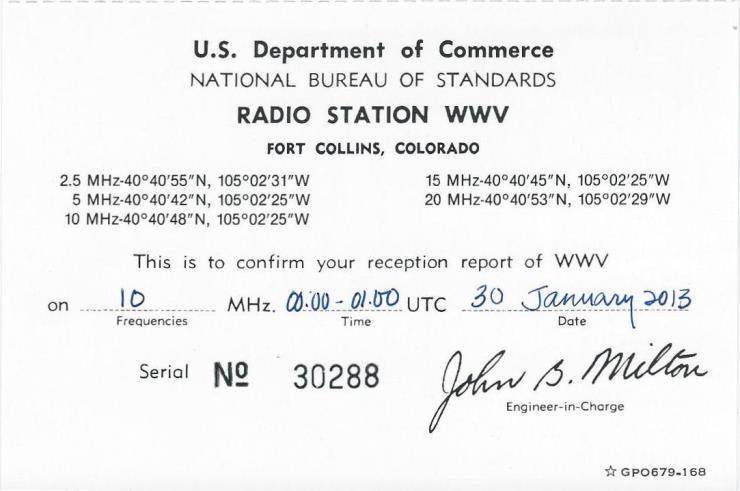 U.S. Department of Commerce
NATIONAL BUREAU OF STANDARDS
RADIO STATION WWV
FORT COLLINS, COLORADO
2.5 MHz-40°40'55"N, 105°02'31"W
5 MHz-40°40'42"N, 105°02'25"W
10 MHz-40°40'48"N, 105°02'25"W
15 MHz-40°40'45"N, 105°02'25"W
20 MHz-40°40'53"N, 105°02'29"W
This is to confirm your reception report of WWV
on 10 MHz. 00:00 - 01:00 UTC 30 January 2013
Frequencies Time Date
Serial Nº 30288 John B. Milton
Engineer-in-Charge
☆ GPO679-168